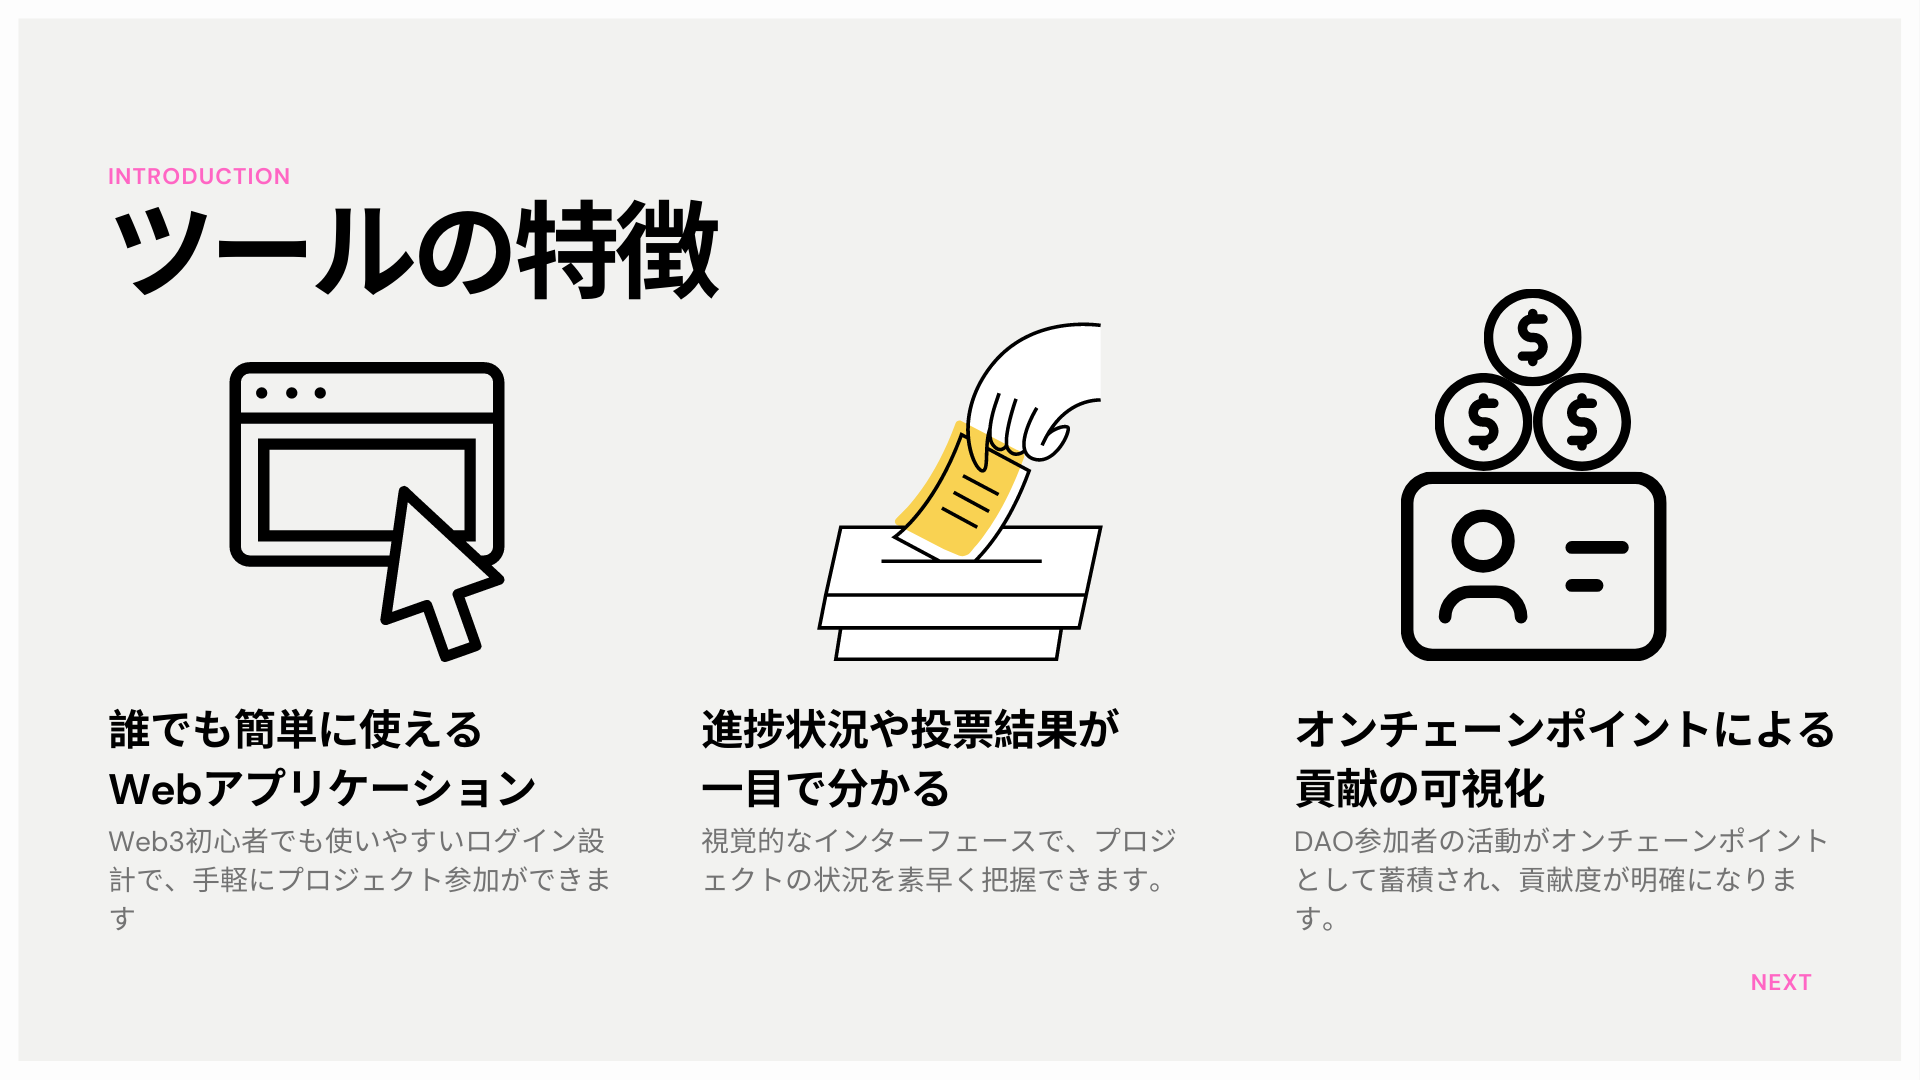 INTRODUCTION
ツールの特徴
誰でも簡単に使える
Webアプリケーション
Web3初心者でも使いやすいログイン設
計で、手軽にプロジェクト参加ができま
す
進捗状況や投票結果が
一目で分かる
視覚的なインターフェースで、プロジ
ェクトの状況を素早く把握できます。
オンチェーンポイントによる
貢献の可視化
DAO参加者の活動がオンチェーンポイント
として蓄積され、貢献度が明確になりま
す。
NEXT